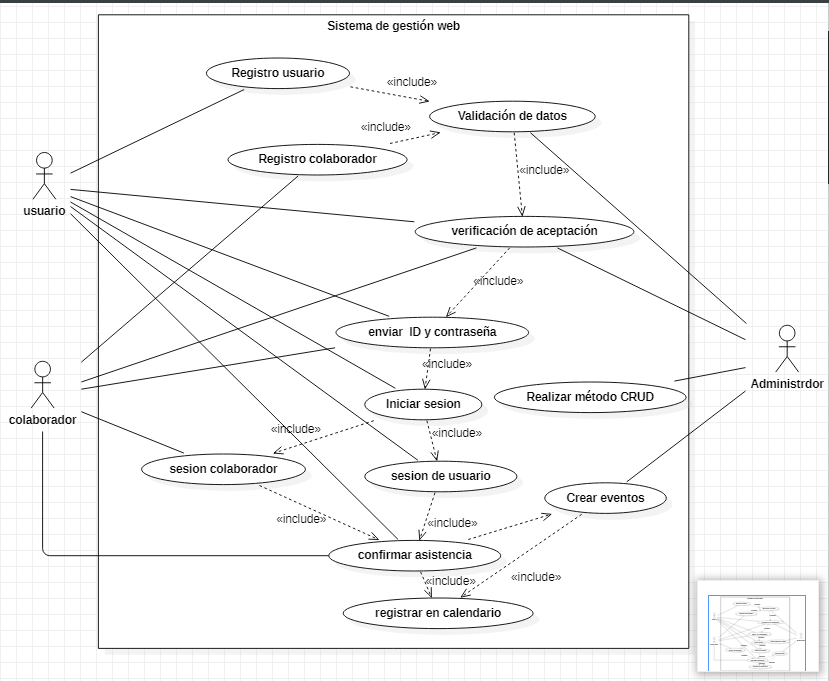 Sistema de gestión web
Registro usuario
«include»
Validación de datos
«include»
Registro colaborador
«include»
usuario
verificación de aceptación
«include»
enviar ID y contraseña
«include»
Iniciar sesion
Realizar método CRUD
Administrdor
colaborador
«include»
«include»
sesion colaborador
sesion de usuario
Crear eventos
«include»
«include»
confirmar asistencia
«include»
«include»
registrar en calendario